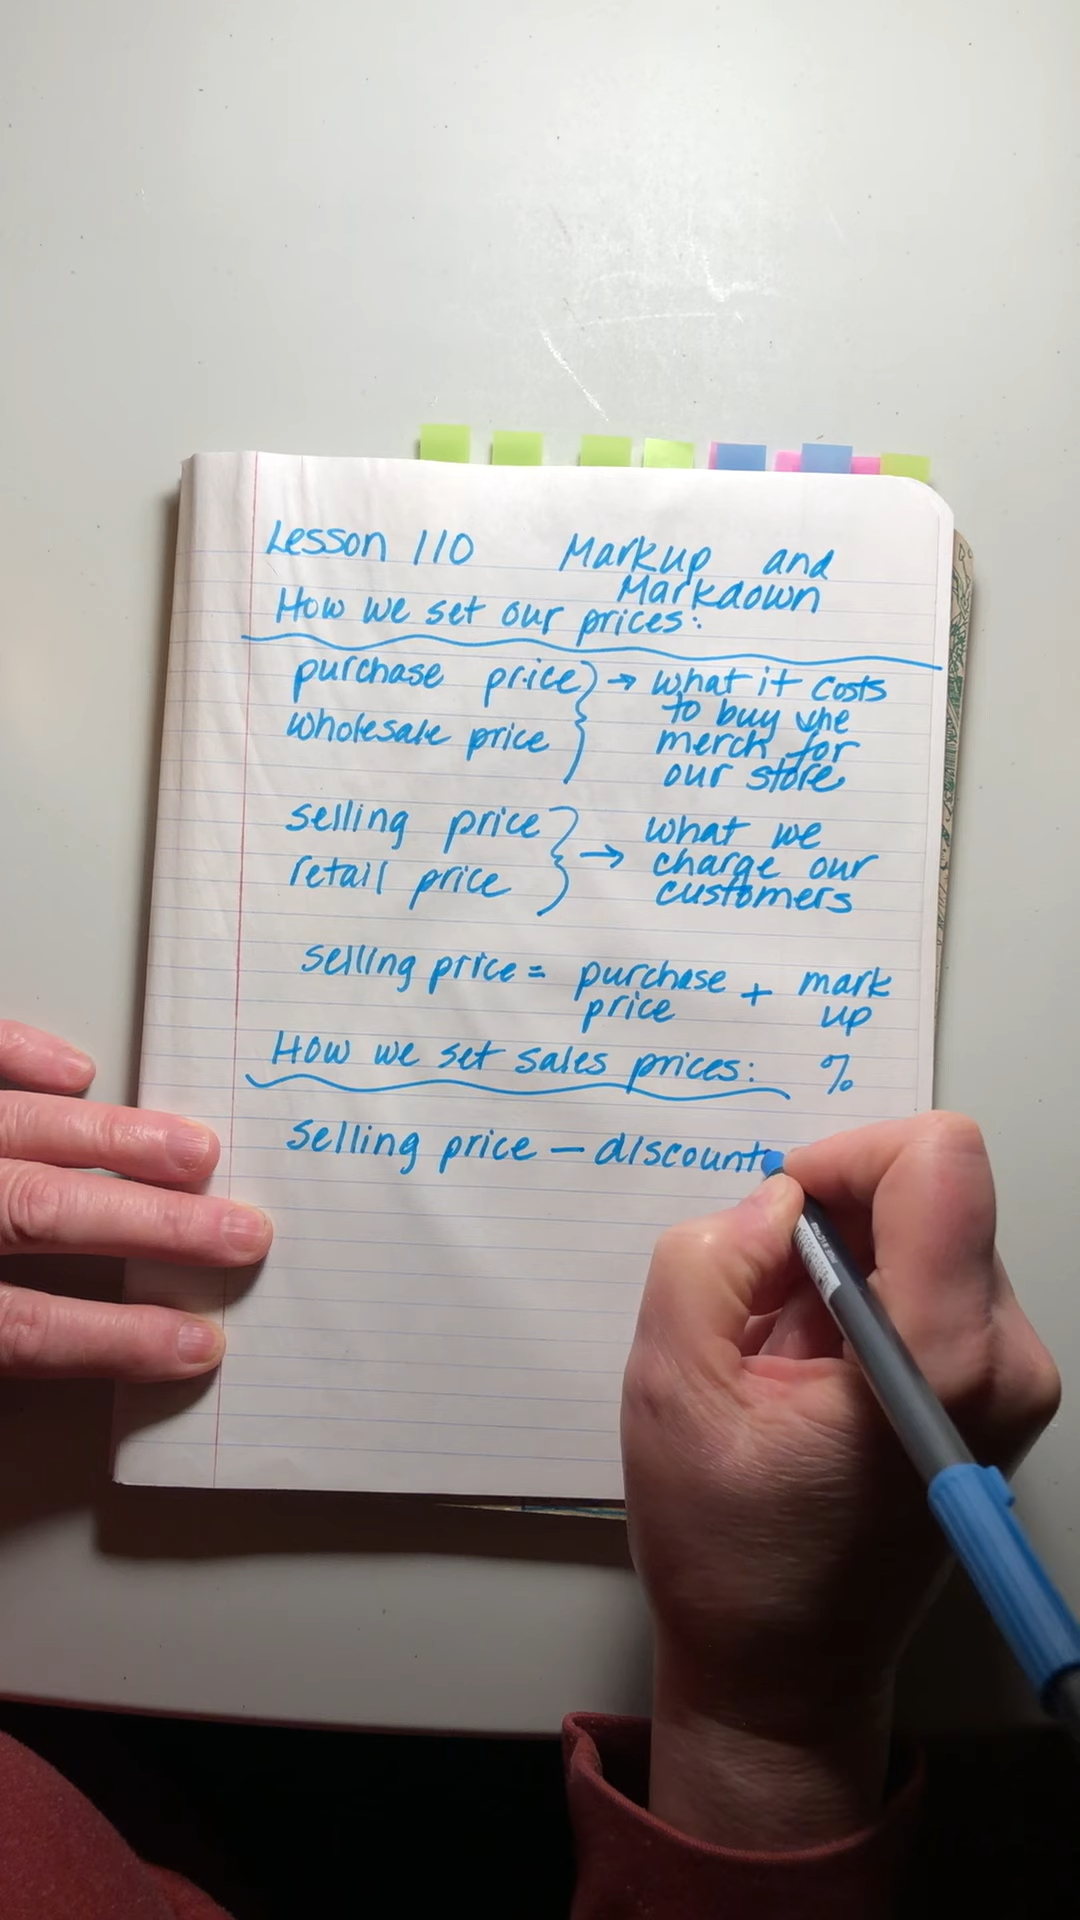 Lesson 110 Markup and
Markdown
How we set our prices:
purchase price → what it costs
to buy the
wholesale price merch for
our store
selling price what we
→ charge our
retail price customers
selling price = purchase + mark
price up
How we set sales prices: %
selling price — discount